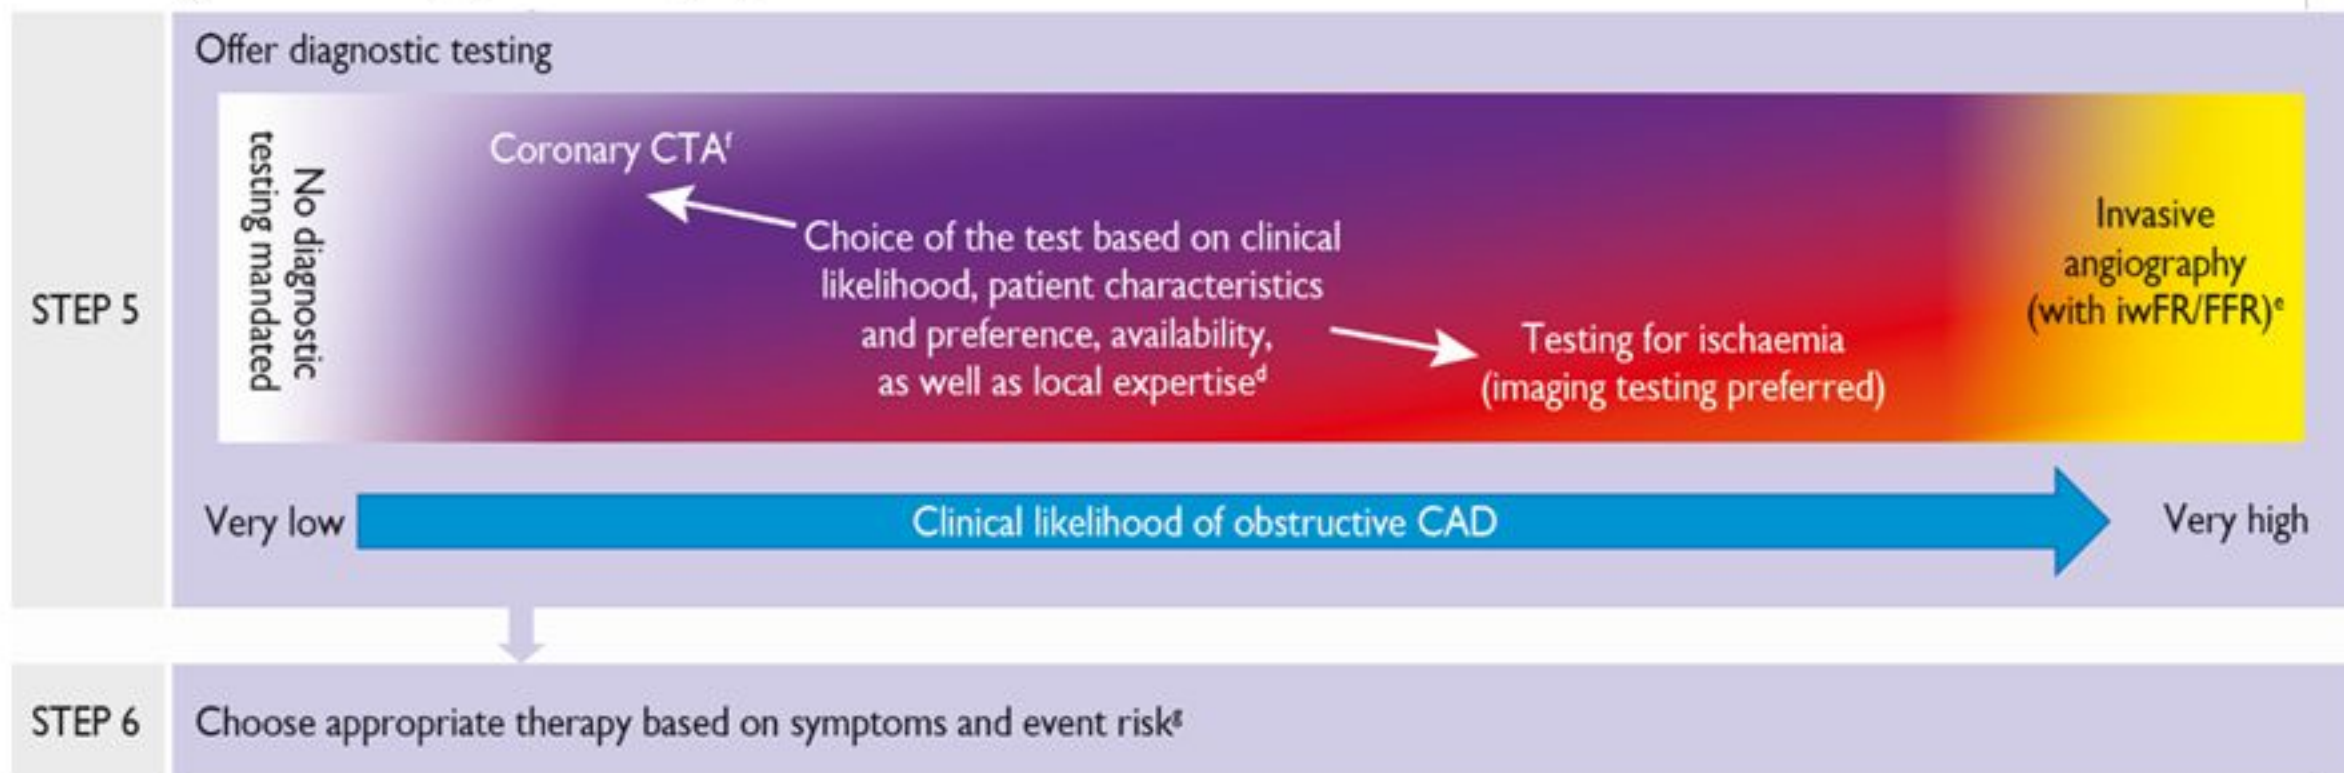 Offer diagnostic testing
STEP 5
No diagnostic
testing mandated
Coronary CTAᶠ
Choice of the test based on clinical
likelihood, patient characteristics
and preference, availability,
as well as local expertiseᵈ
Testing for ischaemia
(imaging testing preferred)
Invasive
angiography
(with iwFR/FFR)ᵉ
Very low
Clinical likelihood of obstructive CAD
Very high
STEP 6
Choose appropriate therapy based on symptoms and event riskᵍ